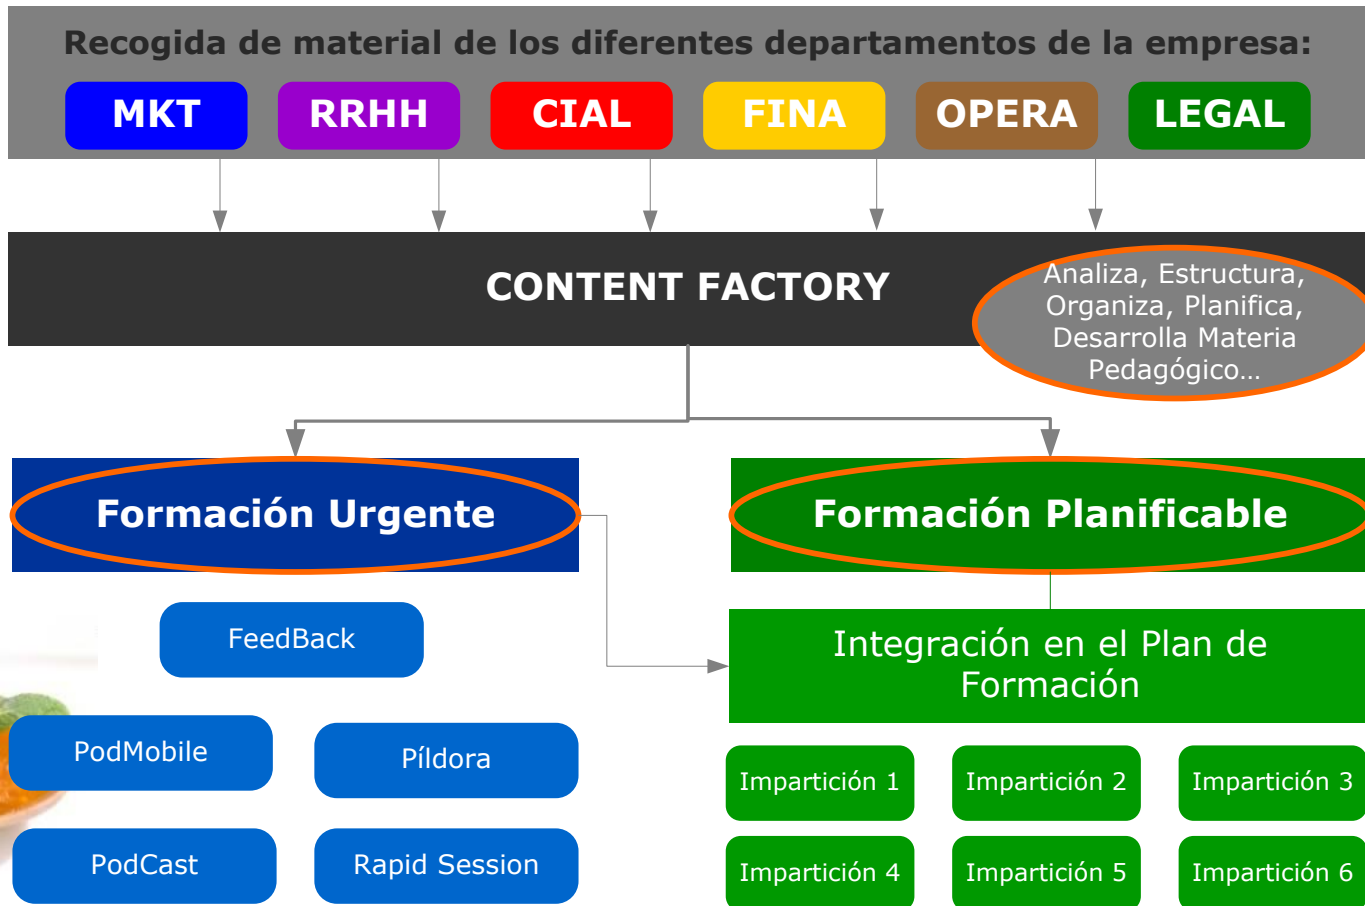 Recogida de material de los diferentes departamentos de la empresa:
MKT
RRHH
CIAL
FINA
OPERA
LEGAL
CONTENT FACTORY
Analiza, Estructura,
Organiza, Planifica,
Desarrolla Materia
Pedagógico…
Formación Urgente
Formación Planificable
FeedBack
Integración en el Plan de
Formación
PodMobile
Píldora
Impartición 1
Impartición 2
Impartición 3
PodCast
Rapid Session
Impartición 4
Impartición 5
Impartición 6